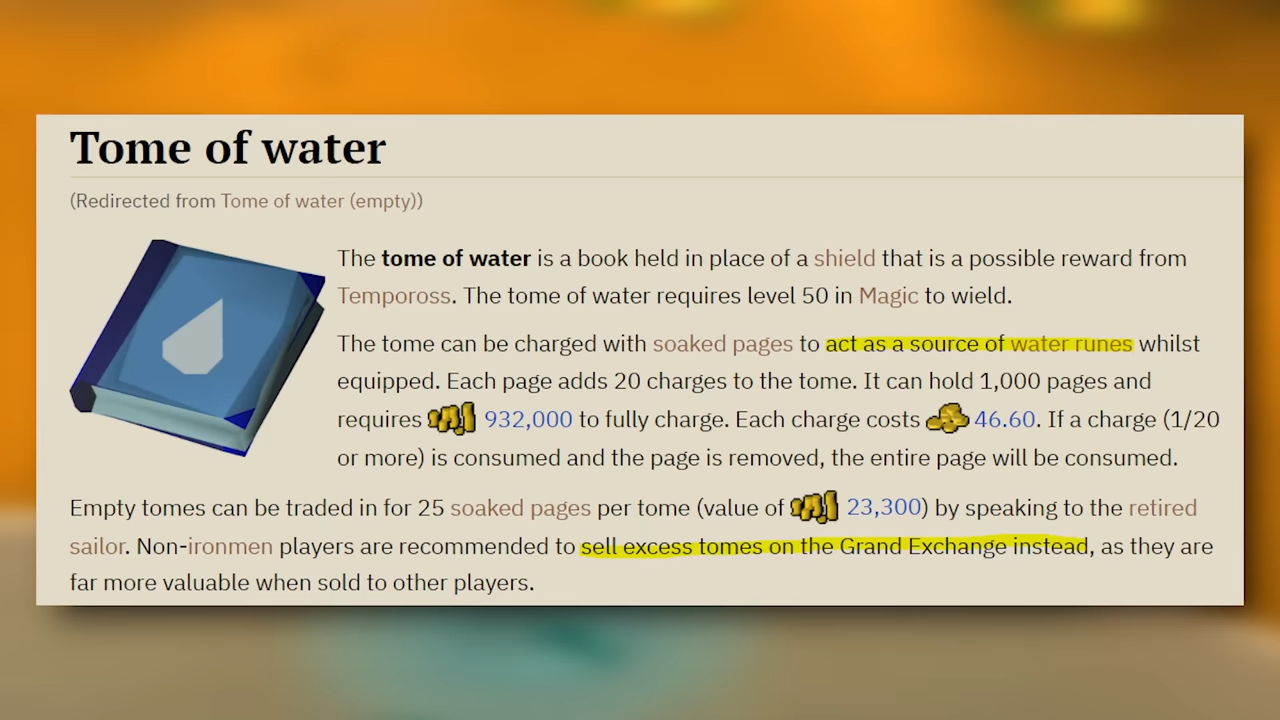 Tome of water
(Redirected from Tome of water (empty))
The tome of water is a book held in place of a shield that is a possible reward from
Tempoross. The tome of water requires level 50 in Magic to wield.
The tome can be charged with soaked pages to act as a source of water runes whilst
equipped. Each page adds 20 charges to the tome. It can hold 1,000 pages and
requires 932,000 to fully charge. Each charge costs 46.60. If a charge (1/20
or more) is consumed and the page is removed, the entire page will be consumed.
Empty tomes can be traded in for 25 soaked pages per tome (value of 23,300) by speaking to the retired
sailor. Non-ironmen players are recommended to sell excess tomes on the Grand Exchange instead, as they are
far more valuable when sold to other players.